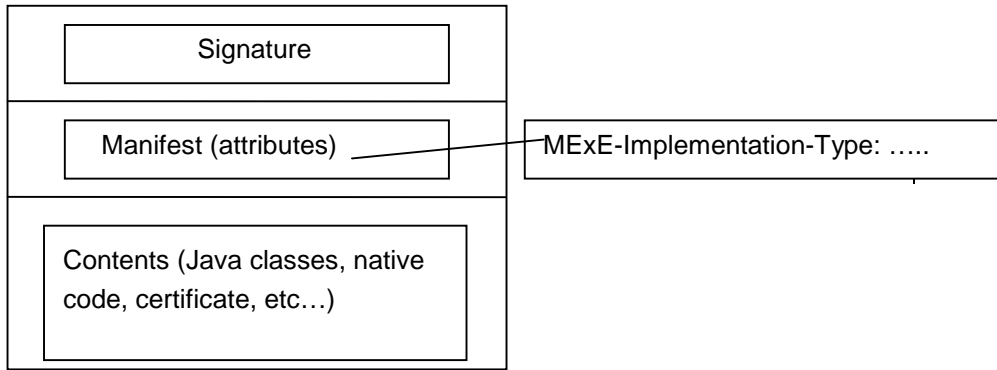 Signature
Manifest (attributes)
MExE-Implementation-Type: …..
Contents (Java classes, native
code, certificate, etc…)